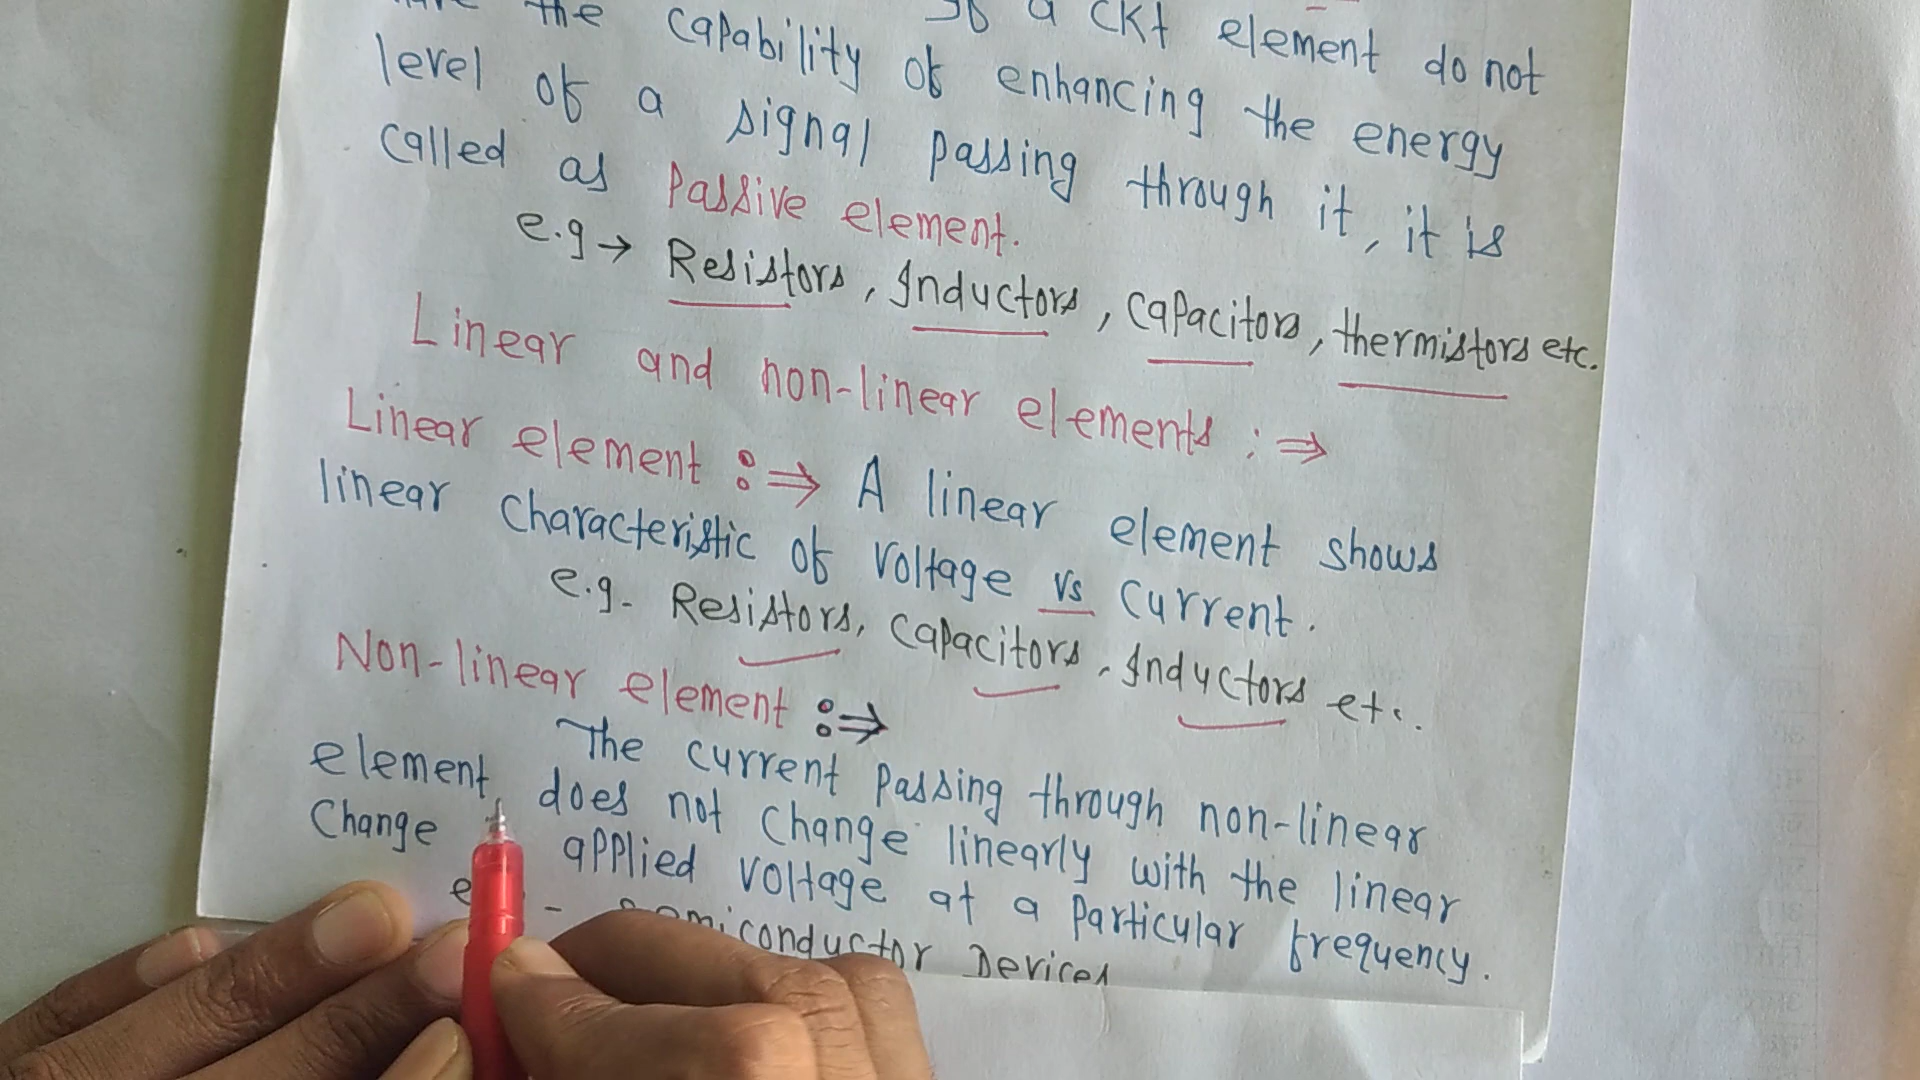 the capability If a ckt element do not
level of a signal of enhancing the energy
called as passive element. passing through it, it is
e.g → Resistors, Inductors, capacitors, thermistors etc.
Linear and non-linear elements :⇒
Linear element :⇒ A linear element shows
linear characteristic of voltage vs current.
e.g. Resistors, capacitors, Inductors etc.
Non-linear element :⇒
The current passing through non-linear
element, does not change linearly with the linear
change applied voltage at a particular frequency.
- semiconductor Devices